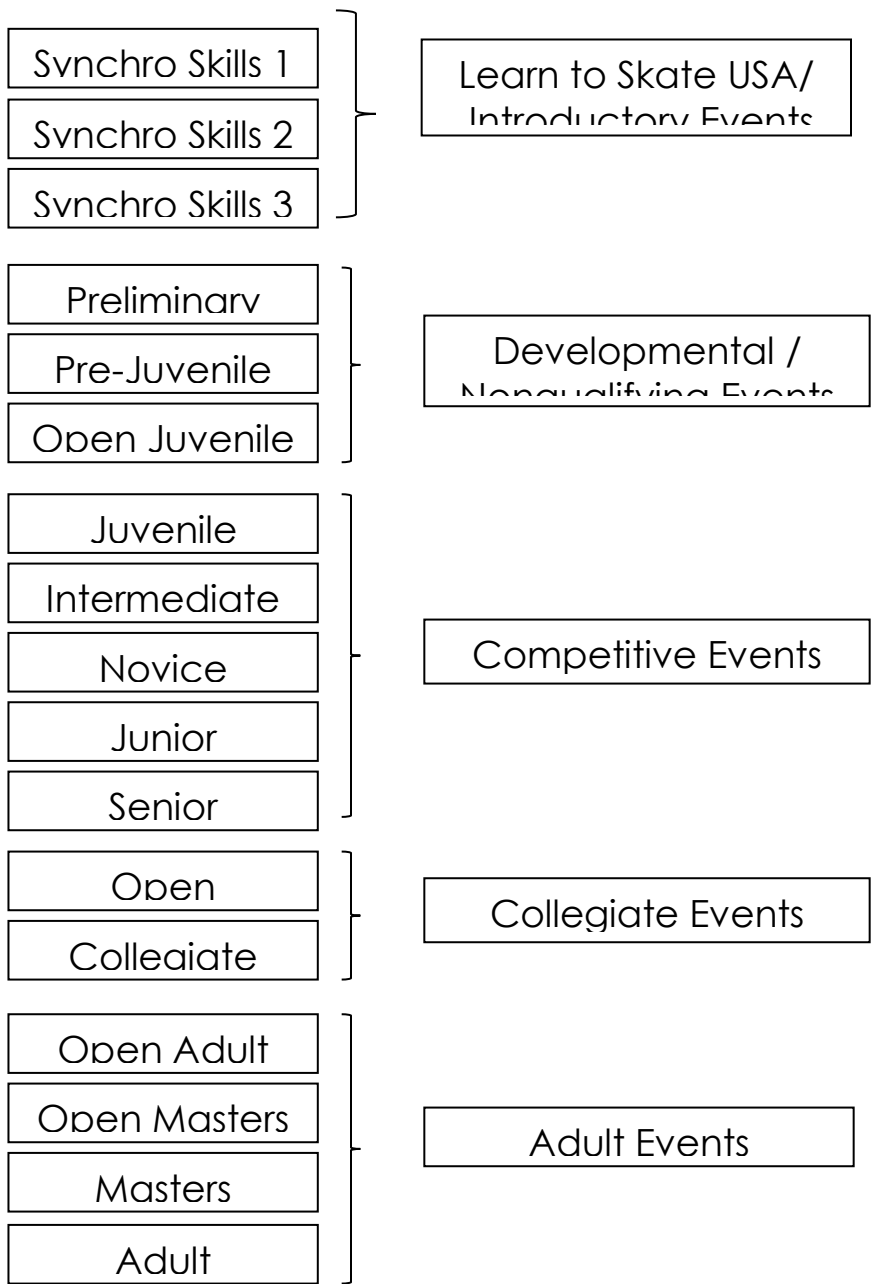 Synchro Skills 1
Synchro Skills 2
Synchro Skills 3
Learn to Skate USA/
Introductory Events
Preliminary
Pre-Juvenile
Open Juvenile
Developmental /
Nonqualifying Events
Juvenile
Intermediate
Novice
Junior
Senior
Competitive Events
Open
Collegiate
Collegiate Events
Open Adult
Open Masters
Masters
Adult
Adult Events